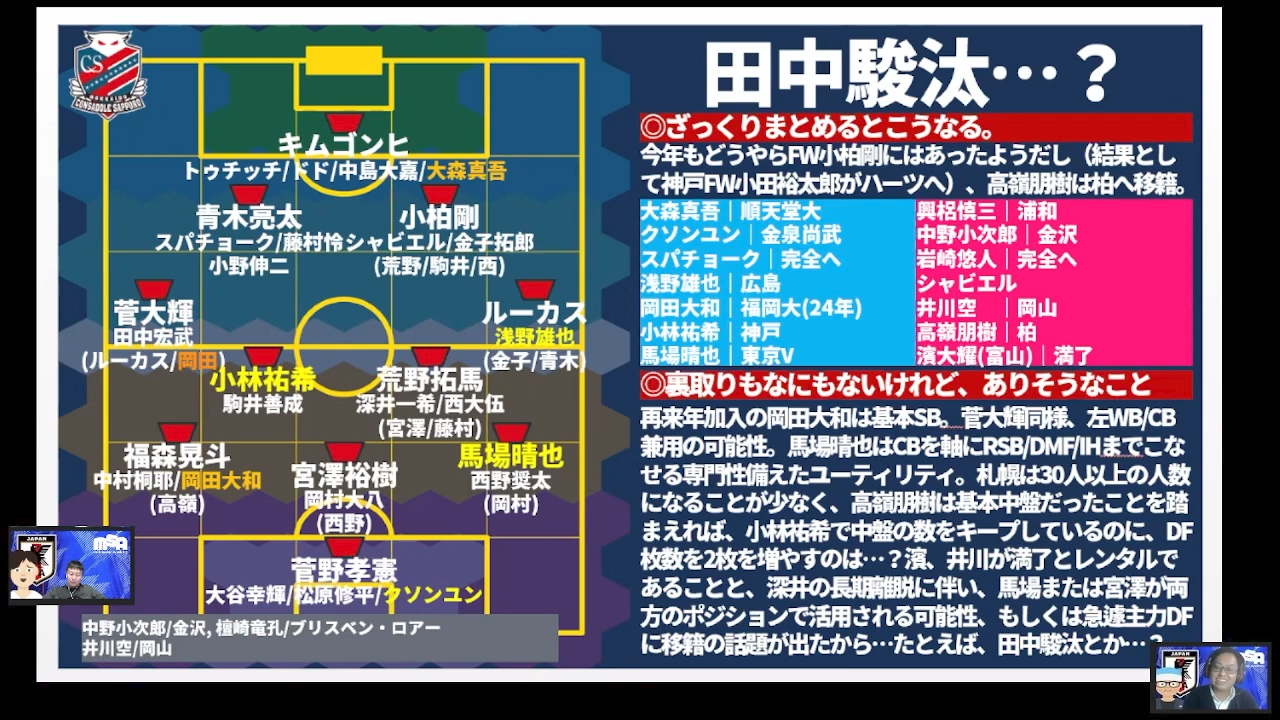 CS
HOKKAIDO
CONSADOLE SAPPORO
キムゴンヒ
トゥチッチ/ドド/中島大嘉/大森真吾
青木亮太
小柏剛
スパチョーク/藤村怜シャビエル/金子拓郎
小野伸二
(荒野/駒井/西)
菅大輝
田中宏武
(ルーカス/岡田)
ルーカス
浅野雄也
(金子/青木)
小林祐希
駒井善成
荒野拓馬
深井一希/西大伍
(宮澤/藤村)
福森晃斗
中村桐耶/岡田大和
(高嶺)
宮澤裕樹
岡村大八
(西野)
馬場晴也
西野奨太
(岡村)
菅野孝憲
大谷幸輝/松原修平/クソンユン
中野小次郎/金沢, 檀崎竜孔/ブリスベン・ロアー
井川空/岡山
田中駿汰…？
◎ざっくりまとめるとこうなる。
今年もどうやらFW小柏剛にはあったようだし（結果とし
て神戸FW小田裕太郎がハーツへ）、高嶺朋樹は柏へ移籍。
大森真吾｜順天堂大
クソンユン｜金泉尚武
スパチョーク｜完全へ
浅野雄也｜広島
岡田大和｜福岡大(24年)
小林祐希｜神戸
馬場晴也｜東京V
興梠慎三｜浦和
中野小次郎｜金沢
岩崎悠人｜完全へ
シャビエル
井川空　｜岡山
高嶺朋樹｜柏
濱大耀(富山)｜満了
◎裏取りもなにもないけれど、ありそうなこと
再来年加入の岡田大和は基本SB。菅大輝同様、左WB/CB
兼用の可能性。馬場晴也はCBを軸にRSB/DMF/IHまでこな
せる専門性備えたユーティリティ。札幌は30人以上の人数
になることが少なく、高嶺朋樹は基本中盤だったことを踏
まえれば、小林祐希で中盤の数をキープしているのに、DF
枚数を2枚を増やすのは…？濱、井川が満了とレンタルで
あることと、深井の長期離脱に伴い、馬場または宮澤が両
方のポジションで活用される可能性、もしくは急遽主力DF
に移籍の話題が出たから…たとえば、田中駿汰とか…？
JAPAN
JAPAN